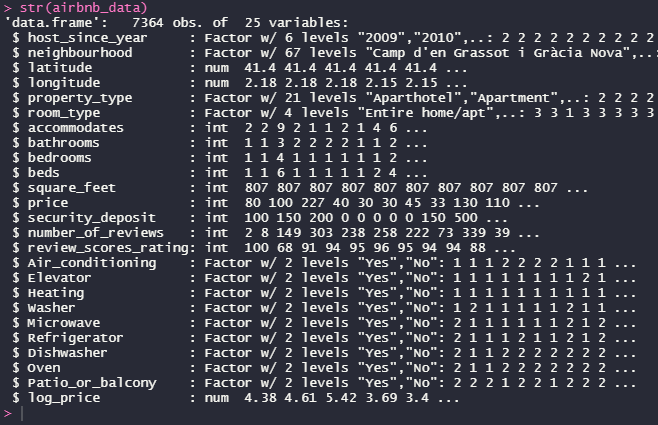 > str(airbnb_data)
'data.frame':   7364 obs. of  25 variables:
 $ host_since_year     : Factor w/ 6 levels "2009","2010",..: 2 2 2 2 2 2 2 2 2 2
 $ neighbourhood       : Factor w/ 67 levels "Camp d'en Grassot i Gràcia Nova",..:
 $ latitude            : num  41.4 41.4 41.4 41.4 41.4 ...
 $ longitude           : num  2.18 2.18 2.18 2.15 2.15 ...
 $ property_type       : Factor w/ 21 levels "Aparthotel","Apartment",..: 2 2 2 2
 $ room_type           : Factor w/ 4 levels "Entire home/apt",..: 3 3 1 3 3 3 3 3
 $ accommodates        : int  2 2 9 2 1 1 2 1 4 6 ...
 $ bathrooms           : int  1 1 3 2 2 2 2 1 1 2 ...
 $ bedrooms            : int  1 1 4 1 1 1 1 1 1 2 ...
 $ beds                : int  1 1 6 1 1 1 1 1 2 4 ...
 $ square_feet         : int  807 807 807 807 807 807 807 807 807 807 ...
 $ price               : int  80 100 227 40 30 30 45 33 130 110 ...
 $ security_deposit    : int  100 150 200 0 0 0 0 0 150 500 ...
 $ number_of_reviews   : int  2 8 149 303 238 258 222 73 339 39 ...
 $ review_scores_rating: int  100 68 91 94 95 96 95 94 94 88 ...
 $ Air_conditioning    : Factor w/ 2 levels "Yes","No": 1 1 1 2 2 2 2 1 1 1 ...
 $ Elevator            : Factor w/ 2 levels "Yes","No": 1 1 1 1 1 1 1 1 2 1 ...
 $ Heating             : Factor w/ 2 levels "Yes","No": 1 1 1 1 1 1 1 1 1 1 ...
 $ Washer              : Factor w/ 2 levels "Yes","No": 1 1 1 1 1 1 1 2 1 1 ...
 $ Microwave           : Factor w/ 2 levels "Yes","No": 2 1 1 1 1 1 1 2 1 2 ...
 $ Refrigerator        : Factor w/ 2 levels "Yes","No": 2 1 1 1 1 1 2 2 1 2 ...
 $ Dishwasher          : Factor w/ 2 levels "Yes","No": 2 1 1 2 2 2 2 2 2 2 ...
 $ Oven                : Factor w/ 2 levels "Yes","No": 2 1 1 2 2 2 2 2 1 2 ...
 $ Patio_or_balcony    : Factor w/ 2 levels "Yes","No": 2 2 2 1 2 2 1 2 2 2 ...
 $ log_price           : num  4.38 4.61 5.42 3.69 3.4 ...
>